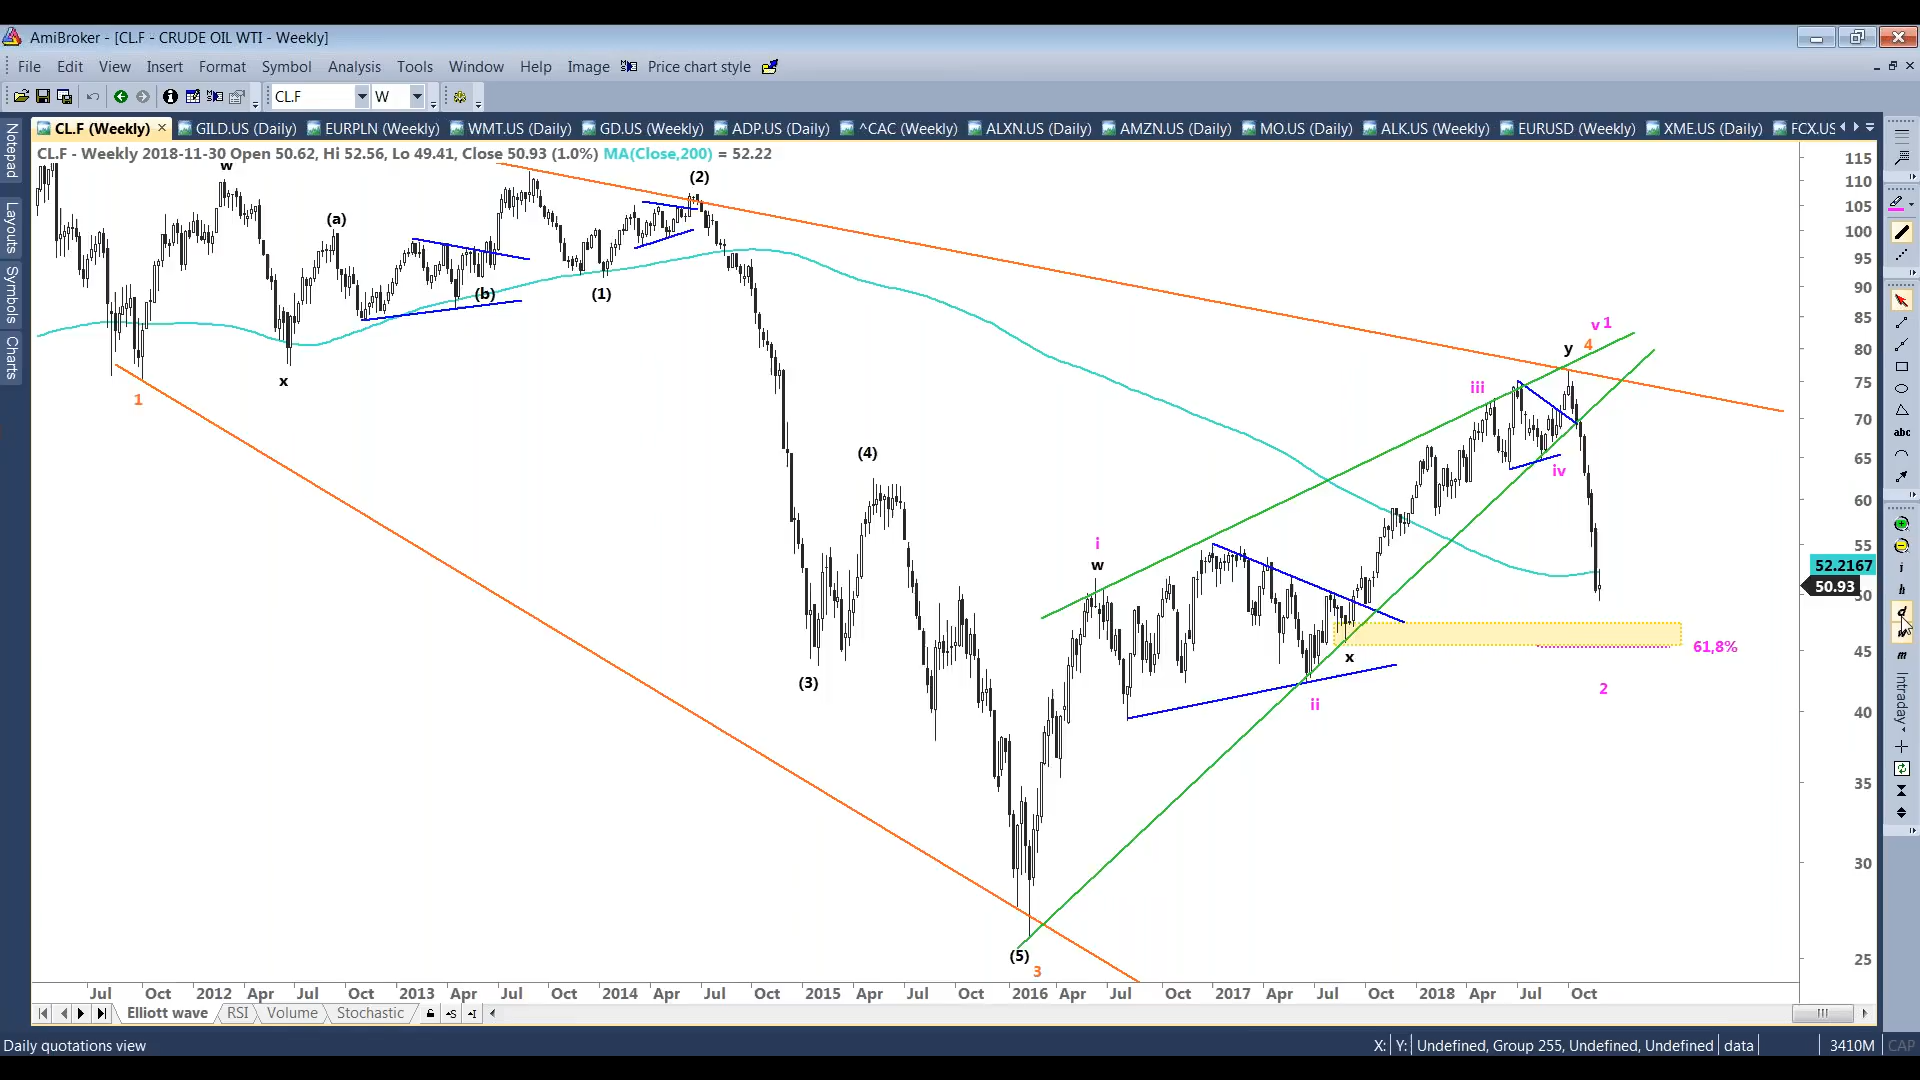 AmiBroker - [CL.F - CRUDE OIL WTI - Weekly]
File Edit View Insert Format Symbol Analysis Tools Window Help Image Price chart style
CL.F W
CL.F (Weekly) GILD.US (Daily) EURPLN (Weekly) WMT.US (Daily) GD.US (Weekly) ADP.US (Daily) ^CAC (Weekly) ALXN.US (Daily) AMZN.US (Daily) MO.US (Daily) ALK.US (Weekly) EURUSD (Weekly) XME.US (Daily) FCX.US
CL.F - Weekly 2018-11-30 Open 50.62, Hi 52.56, Lo 49.41, Close 50.93 (1.0%) MA(Close,200) = 52.22
Notepad
Layouts
Symbols
Charts
w
(2)
(a)
(b)
(1)
x
1
v 1
y 4
iii
iv
(4)
i
w
(3)
x
61,8%
2
ii
(5)
3
115
110
105
100
95
90
85
80
75
70
65
60
55
52.2167
50.93
50
45
40
35
30
25
abc
i
h
d
w
m
Intraday
Jul Oct 2012 Apr Jul Oct 2013 Apr Jul Oct 2014 Apr Jul Oct 2015 Apr Jul Oct 2016 Apr Jul Oct 2017 Apr Jul Oct 2018 Apr Jul Oct
Elliott wave RSI Volume Stochastic
Daily quotations view X: Y: Undefined, Group 255, Undefined, Undefined data 3410M CAP